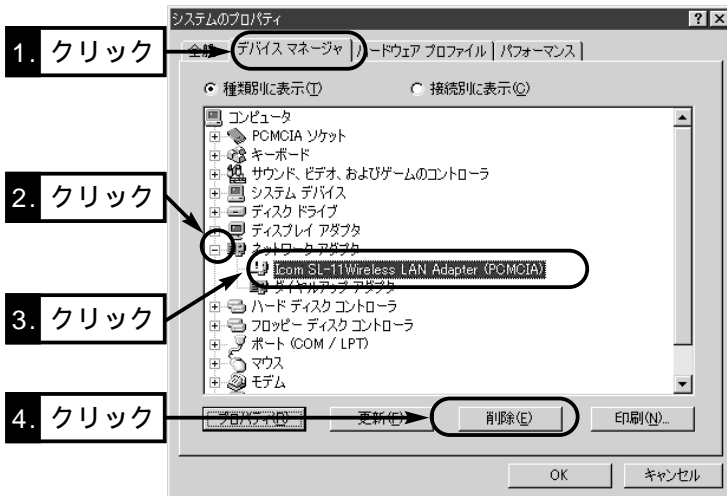 システムのプロパティ
全般 デバイス マネージャ ハードウェア プロファイル パフォーマンス
1. クリック
種類別に表示(T) 接続別に表示(C)
コンピュータ
PCMCIA ソケット
キーボード
サウンド、ビデオ、およびゲームのコントローラ
システム デバイス
2. クリック
ディスク ドライブ
ディスプレイ アダプタ
ネットワーク アダプタ
Icom SL-11Wireless LAN Adapter (PCMCIA)
ダイヤルアップ アダプタ
3. クリック
ハード ディスク コントローラ
フロッピー ディスク コントローラ
ポート (COM / LPT)
マウス
モデム
4. クリック
プロパティ(R) 更新(F) 削除(E) 印刷(N)...
OK キャンセル